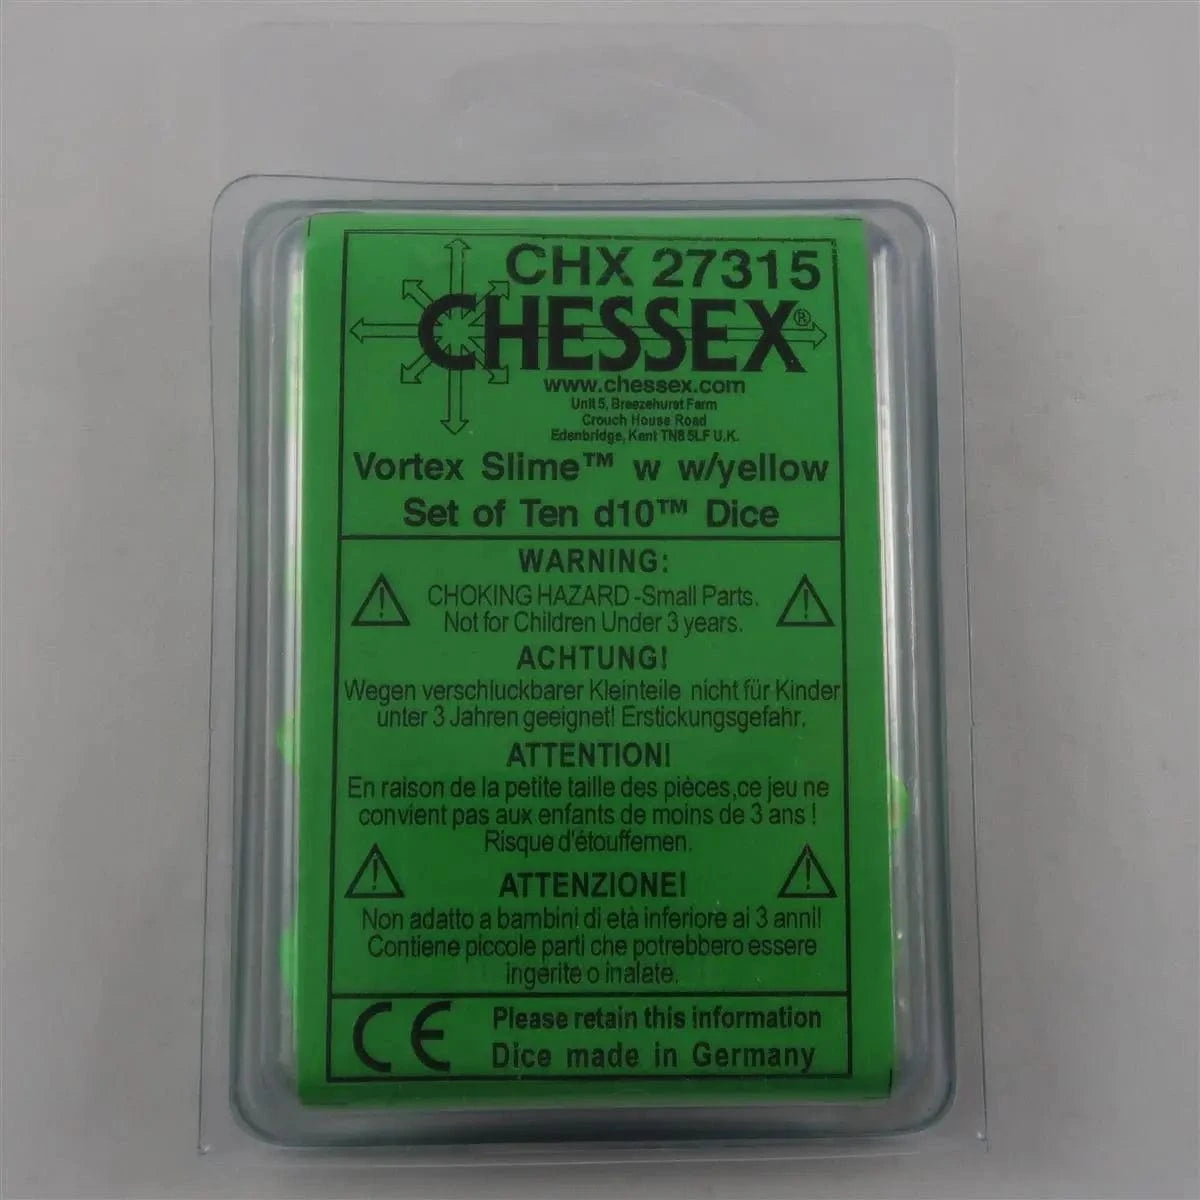 CHX 27315
CHESSEX®
www.chessex.com
Unit 5, Breezehurst Farm
Crouch House Road
Edenbridge, Kent TN8 5LF U.K.
Vortex Slime™ w w/yellow
Set of Ten d10™ Dice
WARNING:
CHOKING HAZARD -Small Parts.
Not for Children Under 3 years.
ACHTUNG!
Wegen verschluckbarer Kleinteile nicht für Kinder
unter 3 Jahren geeignet! Erstickungsgefahr.
ATTENTION!
En raison de la petite taille des pièces,ce jeu ne
convient pas aux enfants de moins de 3 ans !
Risque d'étouffemen.
ATTENZIONE!
Non adatto a bambini di età inferiore ai 3 anni!
Contiene piccole parti che potrebbero essere
ingerite o inalate.
CE
Please retain this information
Dice made in Germany